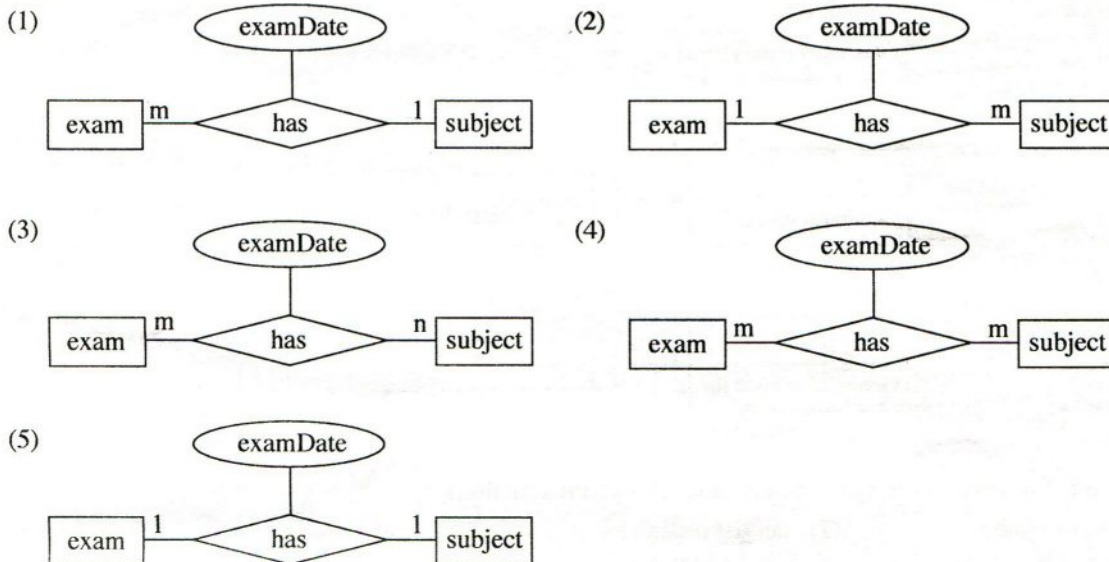 (1) examDate
exam m has 1 subject
(2) examDate
exam 1 has m subject
(3) examDate
exam m has n subject
(4) examDate
exam m has m subject
(5) examDate
exam 1 has 1 subject